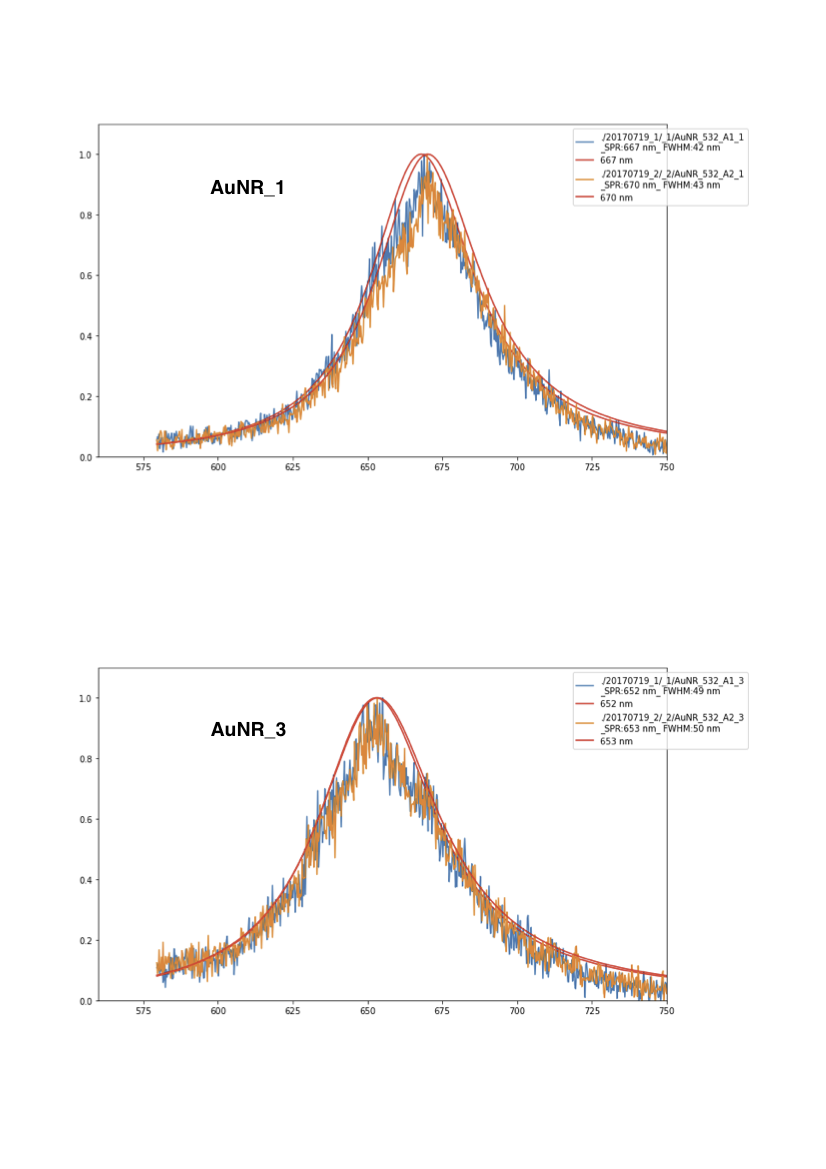 ./20170719_1/_1/AuNR_532_A1_1
_SPR:667 nm_ FWHM:42 nm
667 nm
./20170719_2/_2/AuNR_532_A2_1
_SPR:670 nm_ FWHM:43 nm
670 nm
AuNR_1
1.0
0.8
0.6
0.4
0.2
0.0
575 600 625 650 675 700 725 750
./20170719_1/_1/AuNR_532_A1_3
_SPR:652 nm_ FWHM:49 nm
652 nm
./20170719_2/_2/AuNR_532_A2_3
_SPR:653 nm_ FWHM:50 nm
653 nm
AuNR_3
1.0
0.8
0.6
0.4
0.2
0.0
575 600 625 650 675 700 725 750